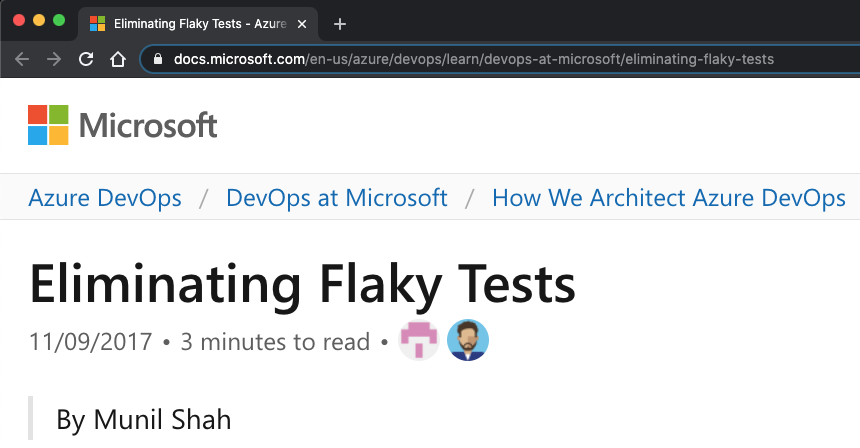 Eliminating Flaky Tests - Azure
docs.microsoft.com/en-us/azure/devops/learn/devops-at-microsoft/eliminating-flaky-tests
Microsoft
Azure DevOps / DevOps at Microsoft / How We Architect Azure DevOps
Eliminating Flaky Tests
11/09/2017 • 3 minutes to read •
By Munil Shah